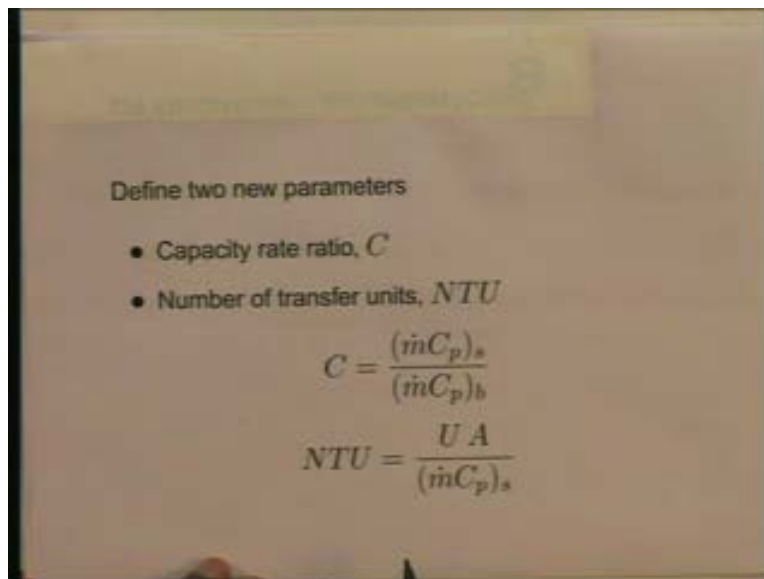 Define two new parameters
• Capacity rate ratio, C
• Number of transfer units, NTU
C = (ṁC_p)_s / (ṁC_p)_b
NTU = U A / (ṁC_p)_s